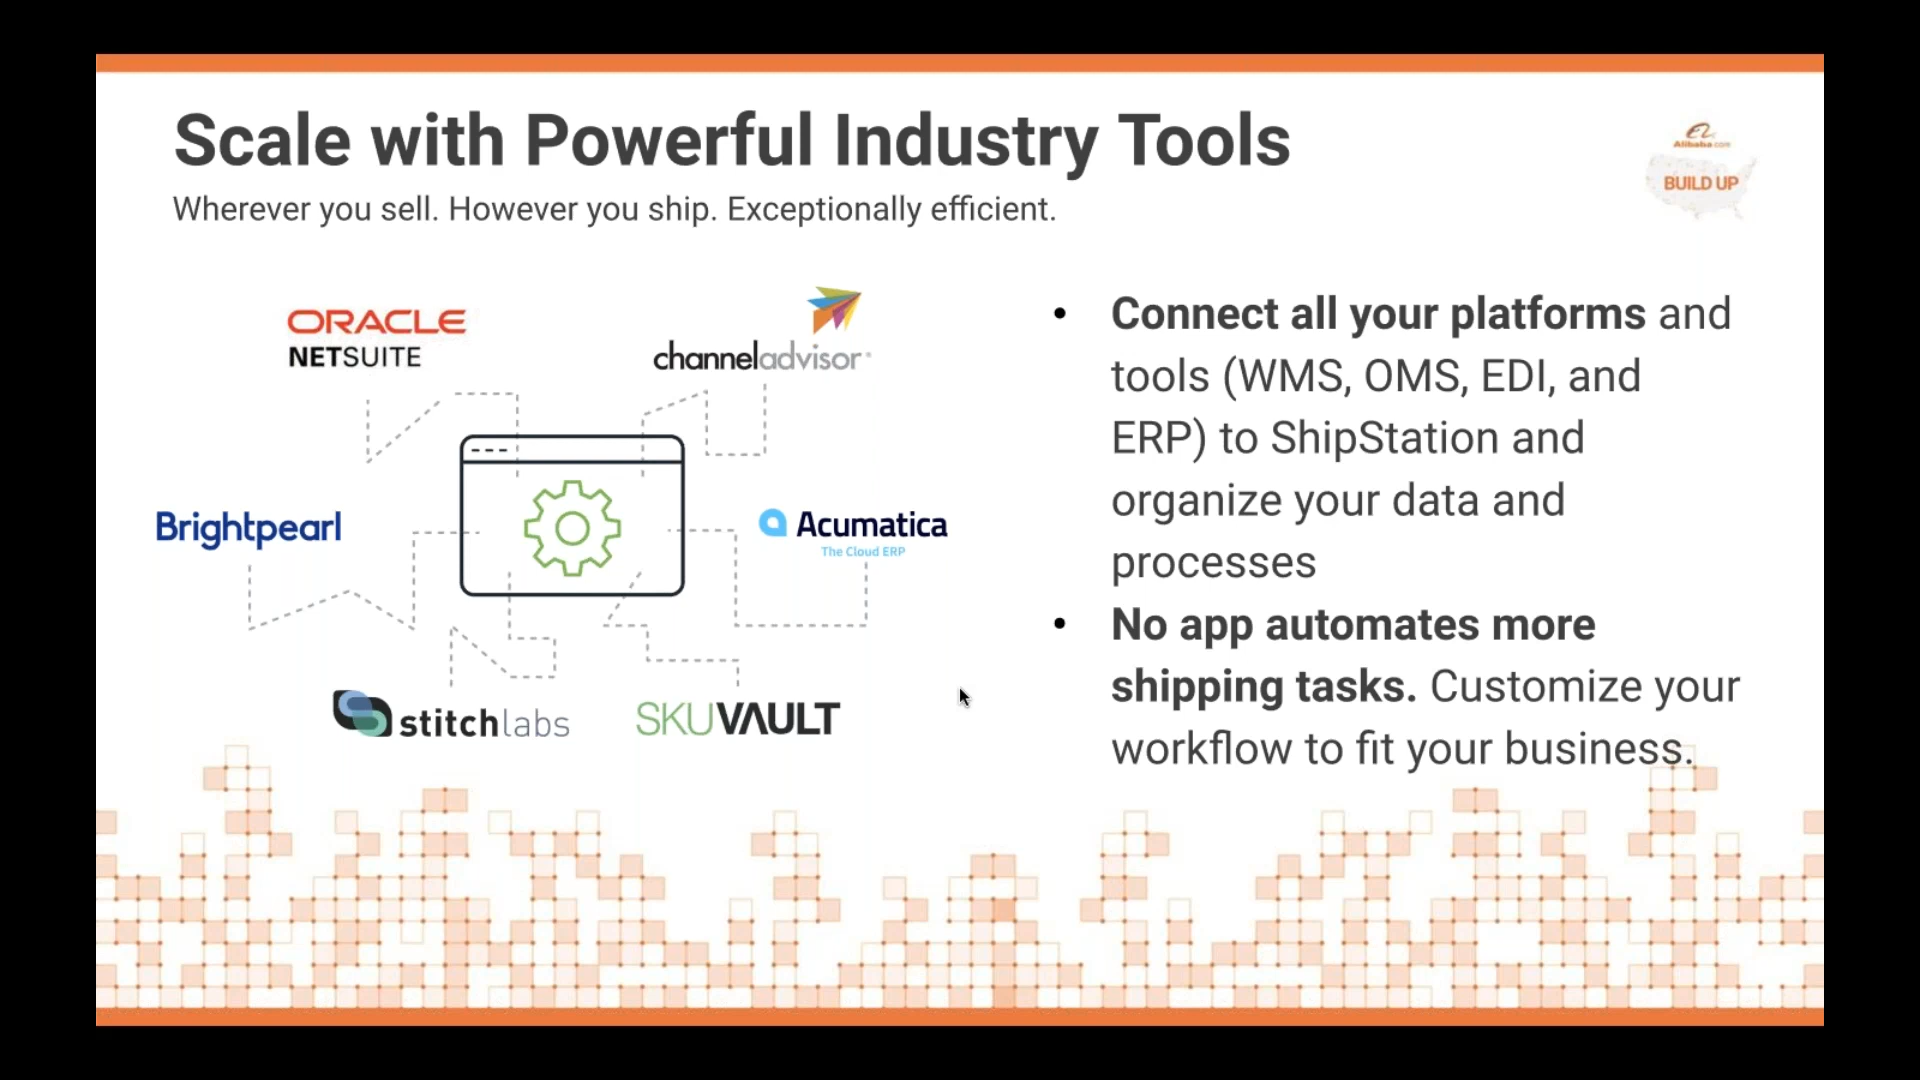 Scale with Powerful Industry Tools
Wherever you sell. However you ship. Exceptionally efficient.
Alibaba.com
BUILD UP
ORACLE
NETSUITE
channeladvisor
Brightpearl
Acumatica
The Cloud ERP
stitchlabs
SKUVAULT
• Connect all your platforms and
tools (WMS, OMS, EDI, and
ERP) to ShipStation and
organize your data and
processes
• No app automates more
shipping tasks. Customize your
workflow to fit your business.